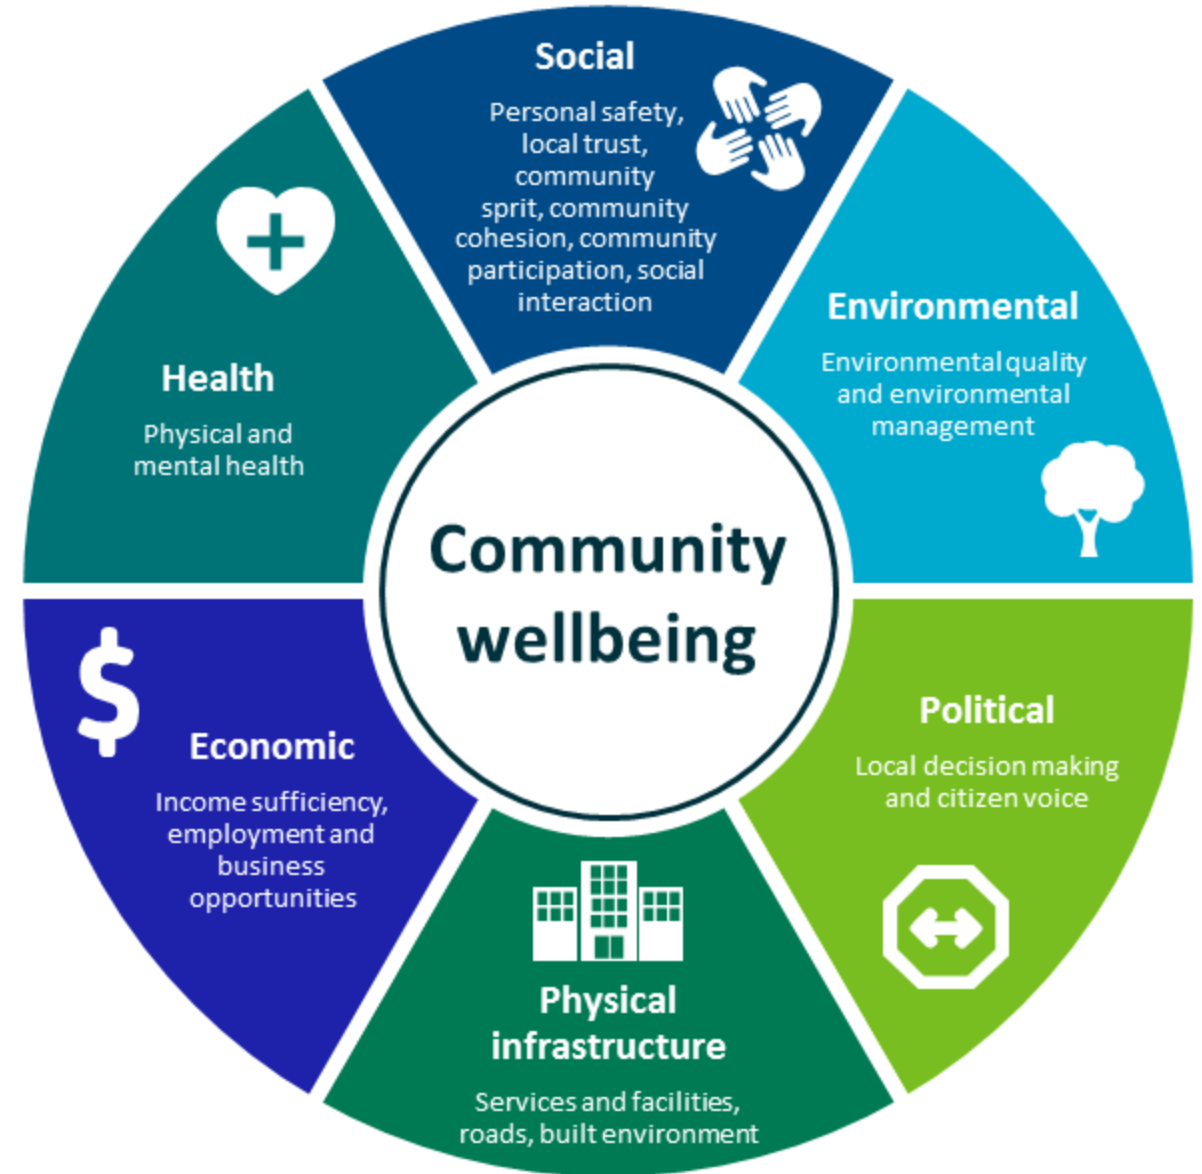 Social
Personal safety,
local trust,
community
sprit, community
cohesion, community
participation, social
interaction
Environmental
Environmental quality
and environmental
management
Political
Local decision making
and citizen voice
Physical
infrastructure
Services and facilities,
roads, built environment
$
Economic
Income sufficiency,
employment and
business
opportunities
Health
Physical and
mental health
Community
wellbeing